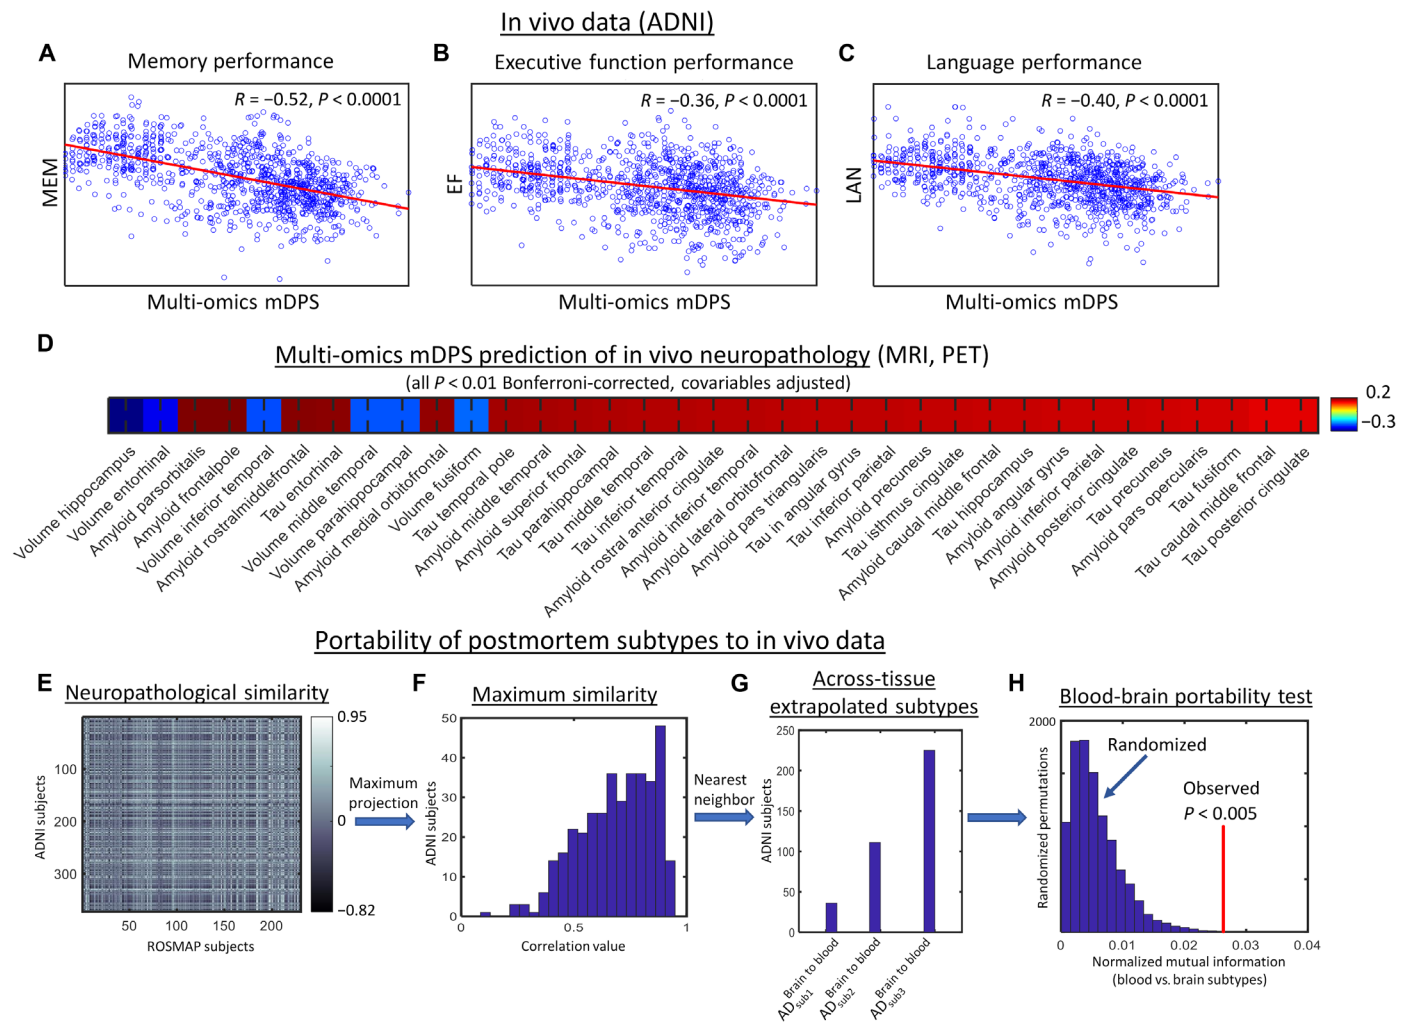 In vivo data (ADNI)
A
Memory performance
R = −0.52, P < 0.0001
MEM
Multi-omics mDPS
B
Executive function performance
R = −0.36, P < 0.0001
EF
Multi-omics mDPS
C
Language performance
R = −0.40, P < 0.0001
LAN
Multi-omics mDPS
D
Multi-omics mDPS prediction of in vivo neuropathology (MRI, PET)
(all P < 0.01 Bonferroni-corrected, covariables adjusted)
0.2
−0.3
Volume hippocampus
Volume entorhinal
Amyloid parsorbitalis
Amyloid frontalpole
Volume inferior temporal
Amyloid rostralmiddlefrontal
Tau entorhinal
Volume middle temporal
Volume parahippocampal
Amyloid medial orbitofrontal
Volume fusiform
Tau temporal pole
Amyloid middle temporal
Amyloid superior frontal
Tau parahippocampal
Tau middle temporal
Tau inferior temporal
Amyloid rostral anterior cingulate
Amyloid inferior temporal
Amyloid lateral orbitofrontal
Amyloid pars triangularis
Tau in angular gyrus
Tau inferior parietal
Amyloid precuneus
Tau isthmus cingulate
Amyloid caudal middle frontal
Tau hippocampus
Amyloid angular gyrus
Amyloid inferior parietal
Amyloid posterior cingulate
Tau precuneus
Amyloid pars opercularis
Tau fusiform
Tau caudal middle frontal
Tau posterior cingulate
Portability of postmortem subtypes to in vivo data
E
Neuropathological similarity
0.95
0
−0.82
100
200
300
ADNI subjects
50 100 150 200
ROSMAP subjects
Maximum
projection
F
Maximum similarity
50
40
30
20
10
0
ADNI subjects
0 0.5 1
Correlation value
Nearest
neighbor
G
Across-tissue
extrapolated subtypes
250
200
150
100
50
0
ADNI subjects
AD sub1 Brain to blood
AD sub2 Brain to blood
AD sub3 Brain to blood
H
Blood-brain portability test
2000
Randomized permutations
Randomized
Observed
P < 0.005
0 0.01 0.02 0.03 0.04
Normalized mutual information
(blood vs. brain subtypes)